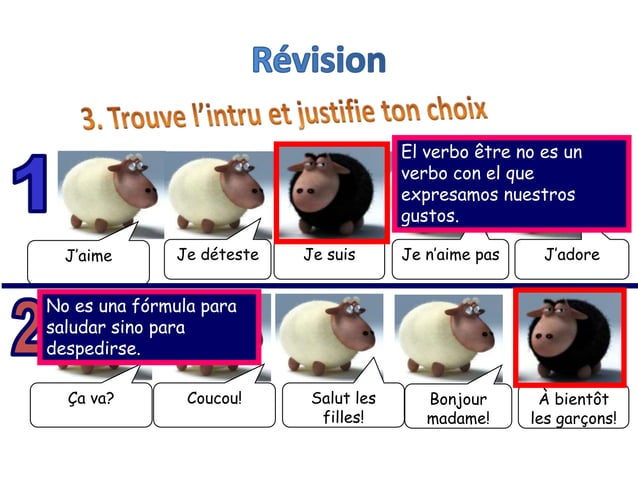 Révision
3. Trouve l'intru et justifie ton choix
1
El verbo être no es un
verbo con el que
expresamos nuestros
gustos.
J'aime
Je déteste
Je suis
Je n'aime pas
J'adore
2
No es una fórmula para
saludar sino para
despedirse.
Ça va?
Coucou!
Salut les
filles!
Bonjour
madame!
À bientôt
les garçons!